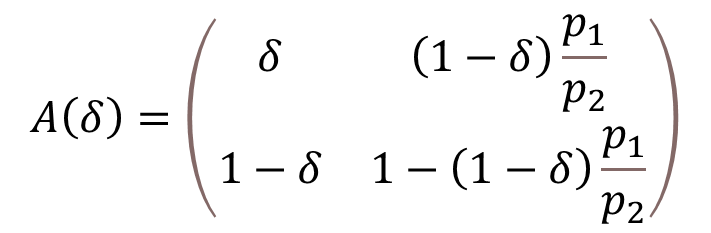 A(δ) = ( δ (1 − δ) p₁/p₂
1 − δ 1 − (1 − δ) p₁/p₂ )